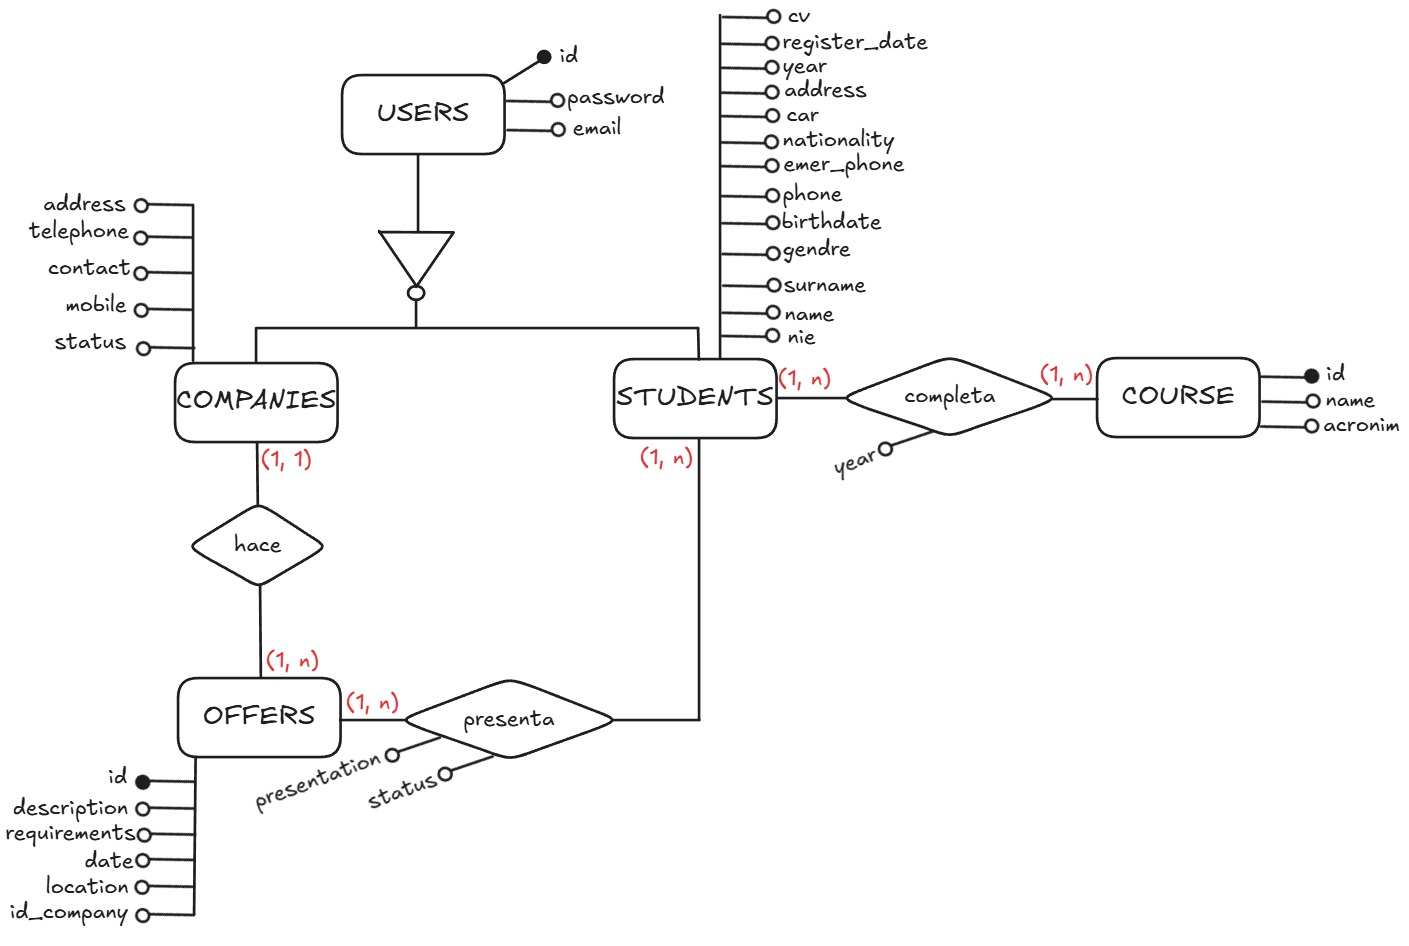 cv
register_date
year
address
car
nationality
emer_phone
phone
birthdate
gendre
surname
name
nie
id
password
email
USERS
address
telephone
contact
mobile
status
COMPANIES
STUDENTS
(1, n)
completa
(1, n)
COURSE
id
name
acronim
year
(1, 1)
(1, n)
hace
(1, n)
OFFERS
(1, n)
presenta
presentation
status
id
description
requirements
date
location
id_company